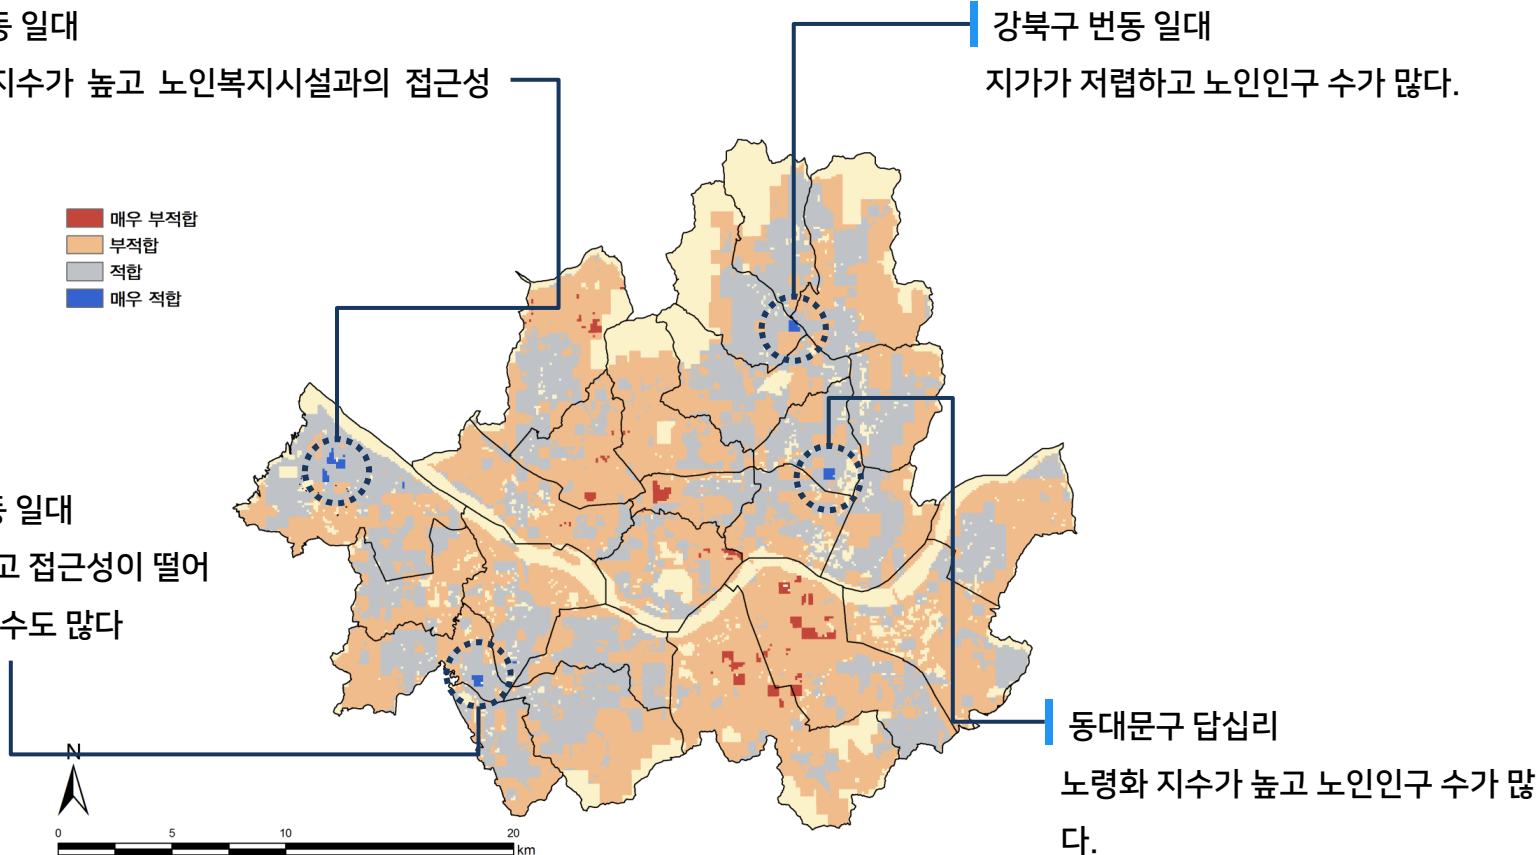 동 일대
지수가 높고 노인복지시설과의 접근성
강북구 번동 일대
지가가 저렴하고 노인인구 수가 많다.
매우 부적합
부적합
적합
매우 적합
동 일대
고 접근성이 떨어
수도 많다
동대문구 답십리
노령화 지수가 높고 노인인구 수가 많
다.
N
0 5 10 20
km